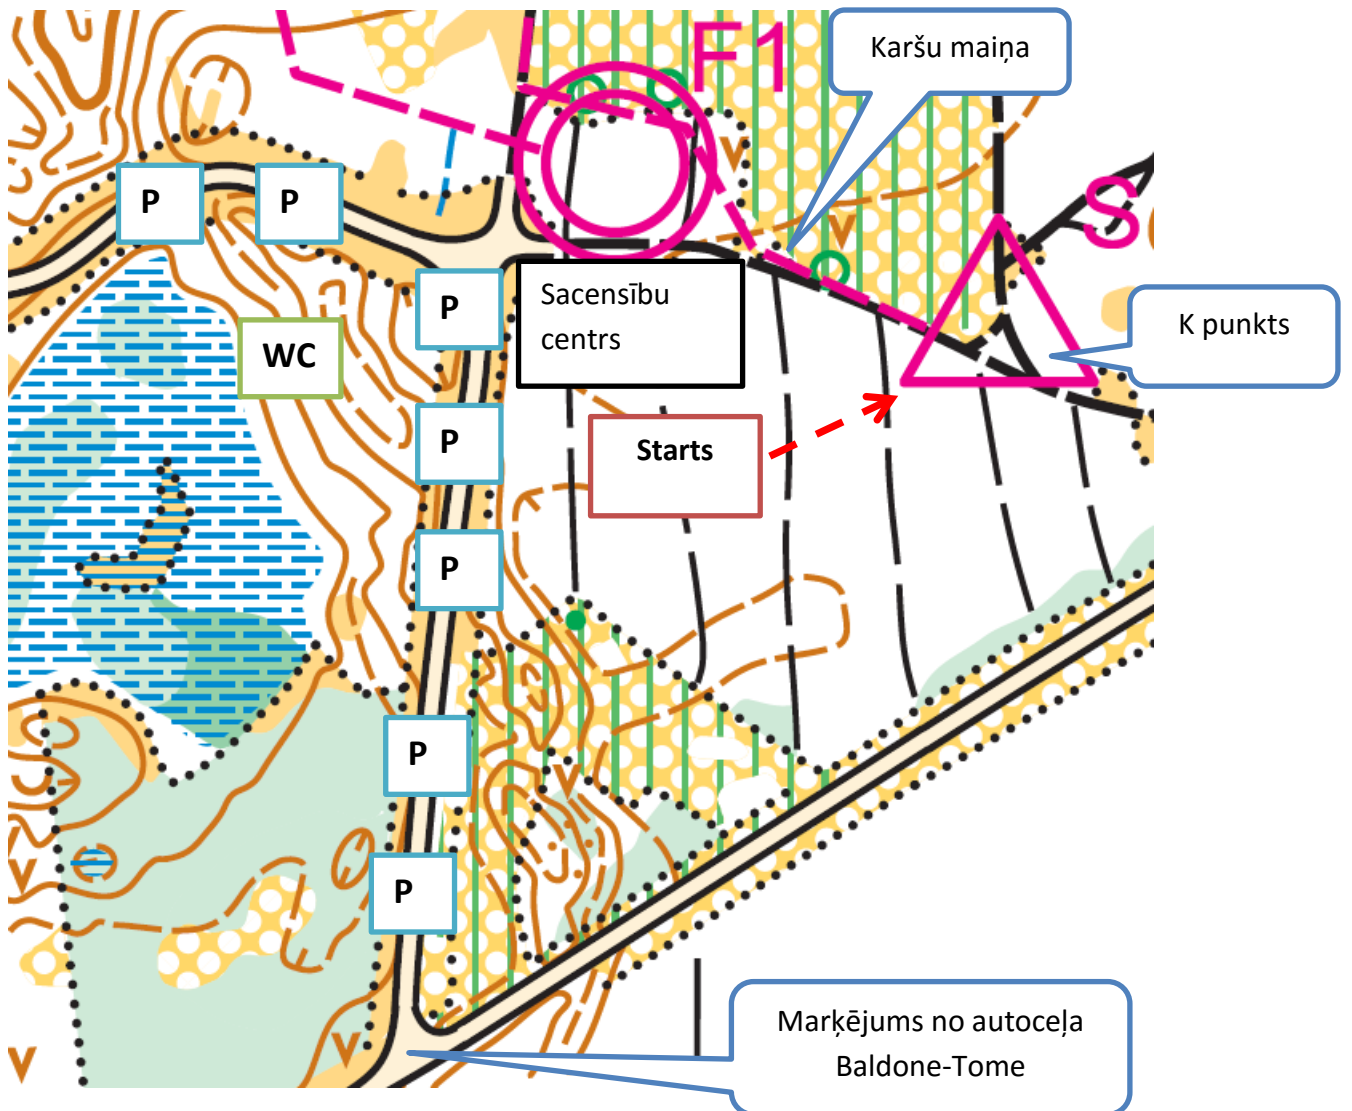 F1
Karšu maiņa
P
P
S
P
Sacensību
centrs
K punkts
WC
P
Starts
P
P
P
Marķējums no autoceļa
Baldone-Tome